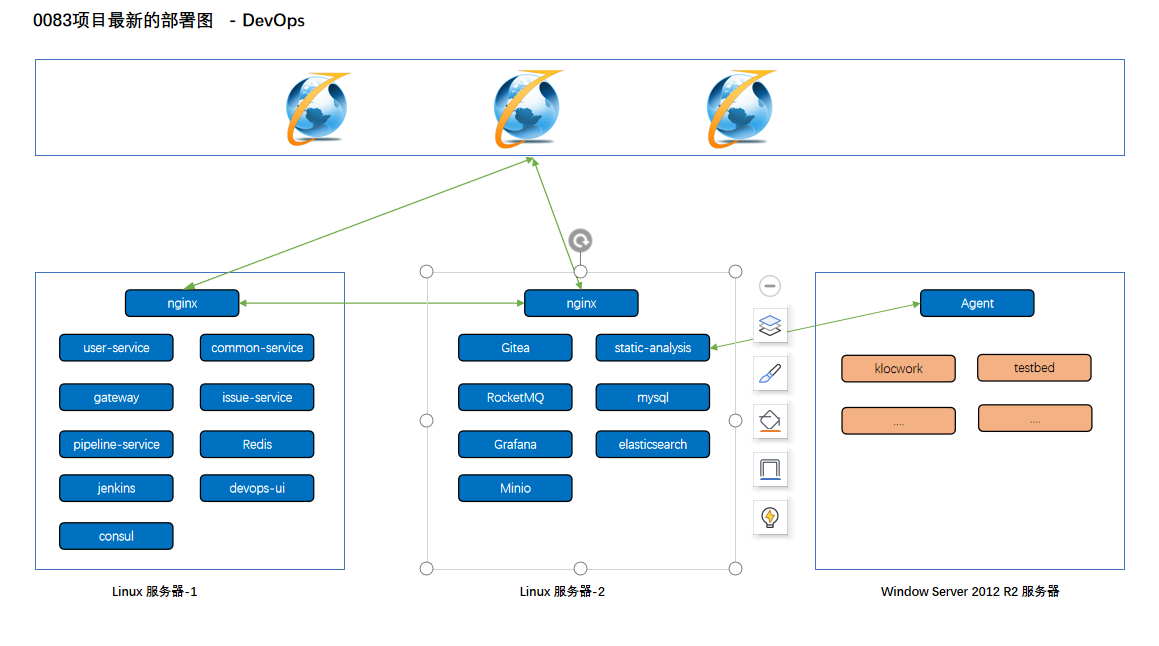 0083项目最新的部署图 - DevOps
nginx
user-service
common-service
gateway
issue-service
pipeline-service
Redis
jenkins
devops-ui
consul
Linux 服务器-1
nginx
Gitea
static-analysis
RocketMQ
mysql
Grafana
elasticsearch
Minio
Linux 服务器-2
Agent
klocwork
testbed
....
....
Window Server 2012 R2 服务器